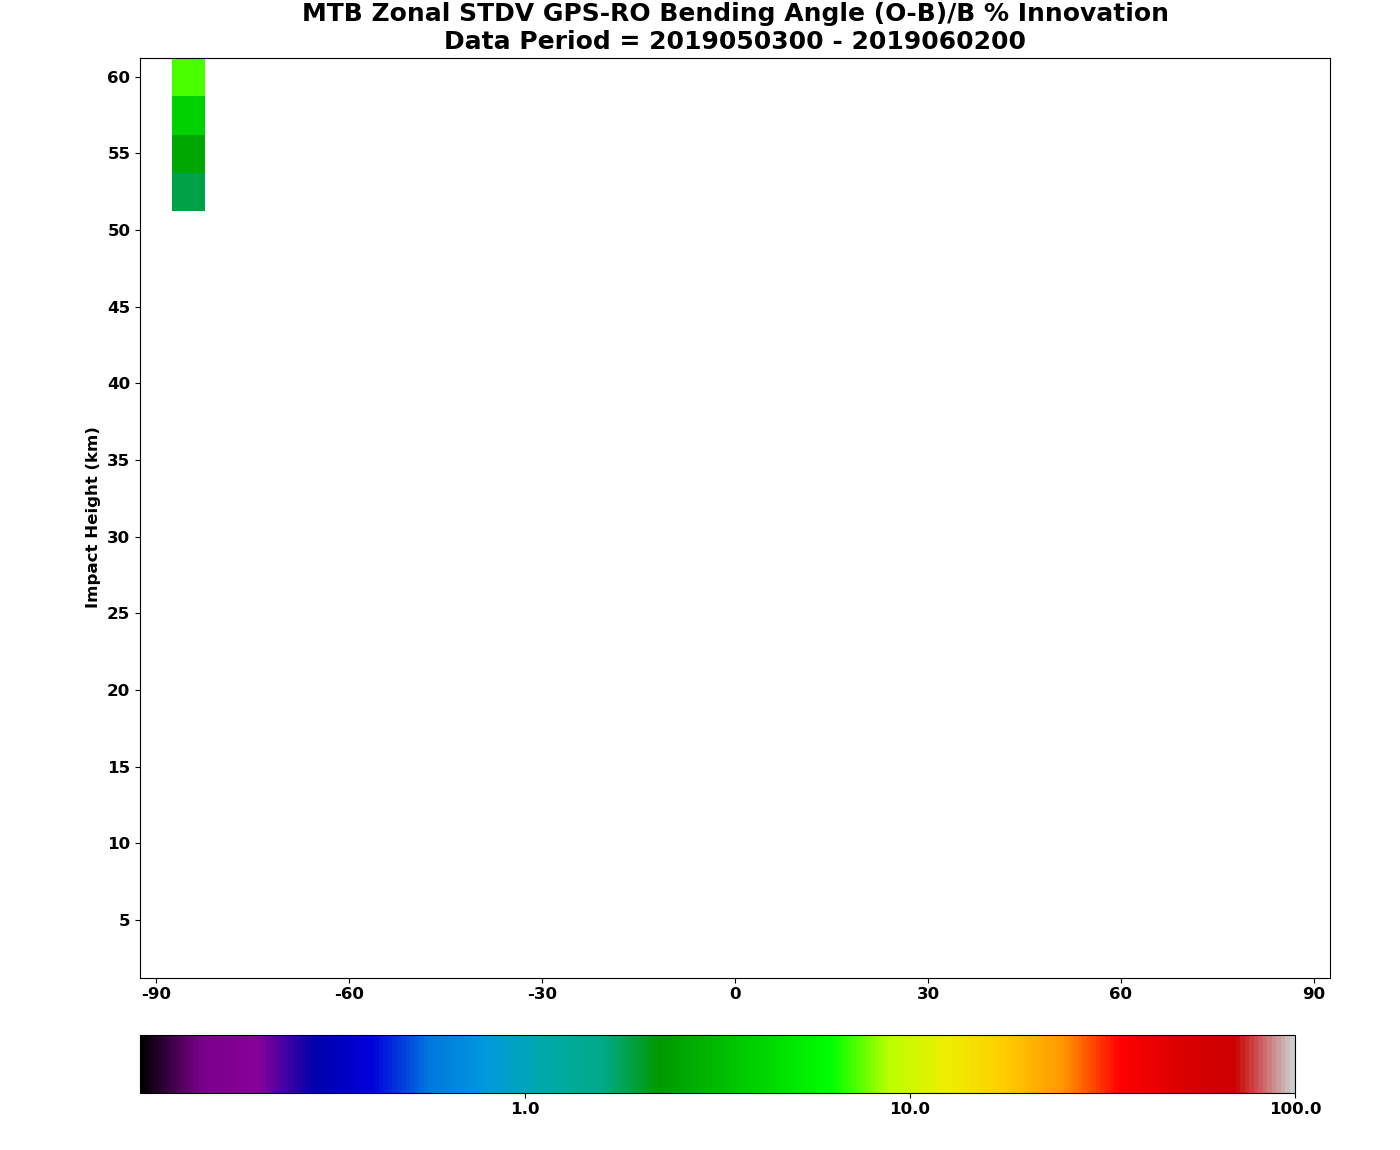 MTB Zonal STDV GPS-RO Bending Angle (O-B)/B % Innovation
Data Period = 2019050300 - 2019060200
60
55
50
45
40
35
30
25
20
15
10
5
Impact Height (km)
-90 -60 -30 0 30 60 90
1.0 10.0 100.0